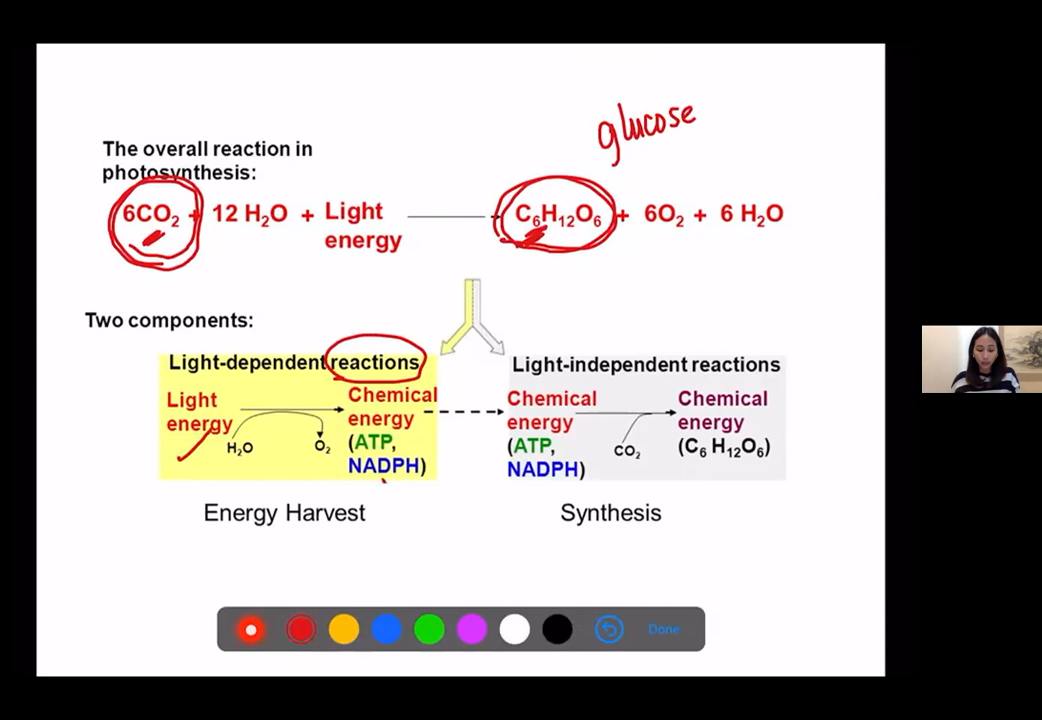 glucose
The overall reaction in
photosynthesis:
6CO₂ + 12 H₂O + Light energy → C₆H₁₂O₆ + 6O₂ + 6 H₂O
Two components:
Light-dependent reactions
Light energy
H₂O
O₂
Chemical energy
(ATP,
NADPH)
Energy Harvest
Light-independent reactions
Chemical energy
(ATP,
NADPH)
CO₂
Chemical energy
(C₆ H₁₂O₆)
Synthesis
Done